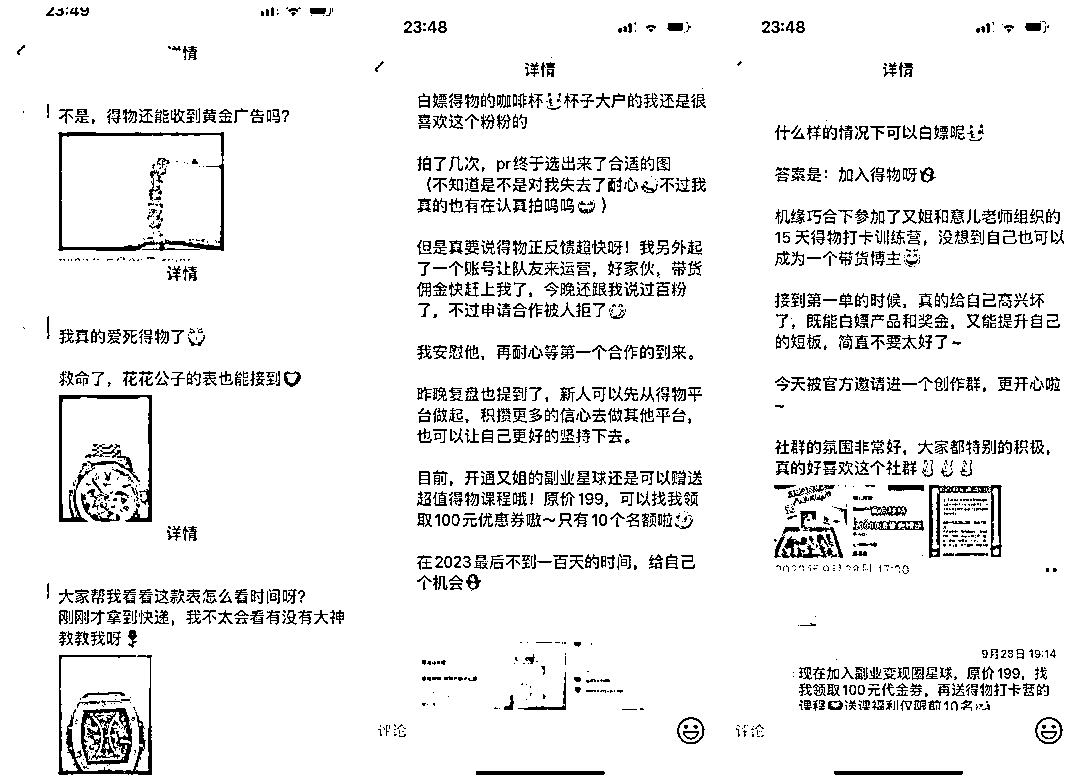 23:49
详情
不是，得物还能收到黄金广告吗？
详情
我真的爱死得物了
救命了，花花公子的表也能接到
详情
大家帮我看看这款表怎么看时间呀？
刚刚才拿到快递，我不太会看有没有大神
教教我呀
23:48
详情
白嫖得物的咖啡杯杯子大户的我还是很
喜欢这个粉粉的
拍了几次，pr终于选出来了合适的图
（不知道是不是对我失去了耐心不过我
真的也有在认真拍呜呜）
但是真要说得物正反馈超快呀！我另外起
了一个账号让队友来运营，好家伙，带货
佣金快赶上我了，今晚还跟我说过百粉
了，不过申请合作被人拒了
我安慰他，再耐心等第一个合作的到来。
昨晚复盘也提到了，新人可以先从得物平
台做起，积攒更多的信心去做其他平台，
也可以让自己更好的坚持下去。
目前，开通又姐的副业星球还是可以赠送
超值得物课程哦！原价199，可以找我领
取100元优惠券嗷～只有10个名额啦
在2023最后不到一百天的时间，给自己
个机会
评论
23:48
详情
什么样的情况下可以白嫖呢
答案是：加入得物呀
机缘巧合下参加了又姐和意儿老师组织的
15天得物打卡训练营，没想到自己也可以
成为一个带货博主
接到第一单的时候，真的给自己高兴坏
了，既能白嫖产品和奖金，又能提升自己
的短板，简直不要太好了~
今天被官方邀请进一个创作群，更开心啦
~
社群的氛围非常好，大家都特别的积极，
真的好喜欢这个社群
9月28日 19:14
现在加入副业变现圈星球，原价199，找
我领取100元代金券，再送得物打卡营的
课程送课福利仅限前10名
评论